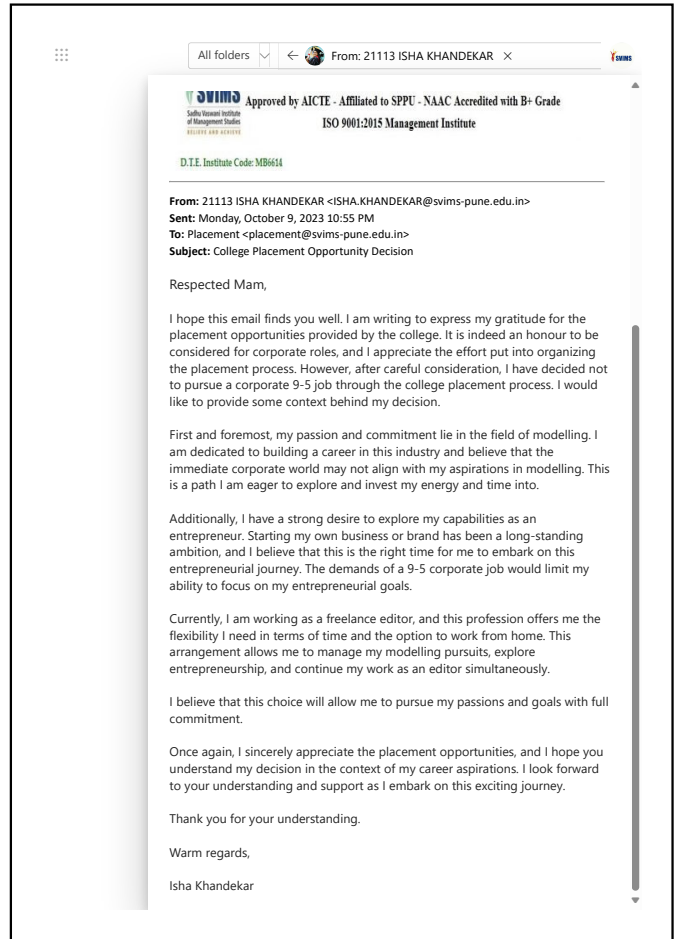 All folders
From: 21113 ISHA KHANDEKAR
SVIMS
SVIMS
Sadhu Vaswani Institute
of Management Studies
BELIEVE AND ACHIEVE
Approved by AICTE - Affiliated to SPPU - NAAC Accredited with B+ Grade
ISO 9001:2015 Management Institute
D.T.E. Institute Code: MB6614
From: 21113 ISHA KHANDEKAR <ISHA.KHANDEKAR@svims-pune.edu.in>
Sent: Monday, October 9, 2023 10:55 PM
To: Placement <placement@svims-pune.edu.in>
Subject: College Placement Opportunity Decision
Respected Mam,
I hope this email finds you well. I am writing to express my gratitude for the
placement opportunities provided by the college. It is indeed an honour to be
considered for corporate roles, and I appreciate the effort put into organizing
the placement process. However, after careful consideration, I have decided not
to pursue a corporate 9-5 job through the college placement process. I would
like to provide some context behind my decision.
First and foremost, my passion and commitment lie in the field of modelling. I
am dedicated to building a career in this industry and believe that the
immediate corporate world may not align with my aspirations in modelling. This
is a path I am eager to explore and invest my energy and time into.
Additionally, I have a strong desire to explore my capabilities as an
entrepreneur. Starting my own business or brand has been a long-standing
ambition, and I believe that this is the right time for me to embark on this
entrepreneurial journey. The demands of a 9-5 corporate job would limit my
ability to focus on my entrepreneurial goals.
Currently, I am working as a freelance editor, and this profession offers me the
flexibility I need in terms of time and the option to work from home. This
arrangement allows me to manage my modelling pursuits, explore
entrepreneurship, and continue my work as an editor simultaneously.
I believe that this choice will allow me to pursue my passions and goals with full
commitment.
Once again, I sincerely appreciate the placement opportunities, and I hope you
understand my decision in the context of my career aspirations. I look forward
to your understanding and support as I embark on this exciting journey.
Thank you for your understanding.
Warm regards,
Isha Khandekar